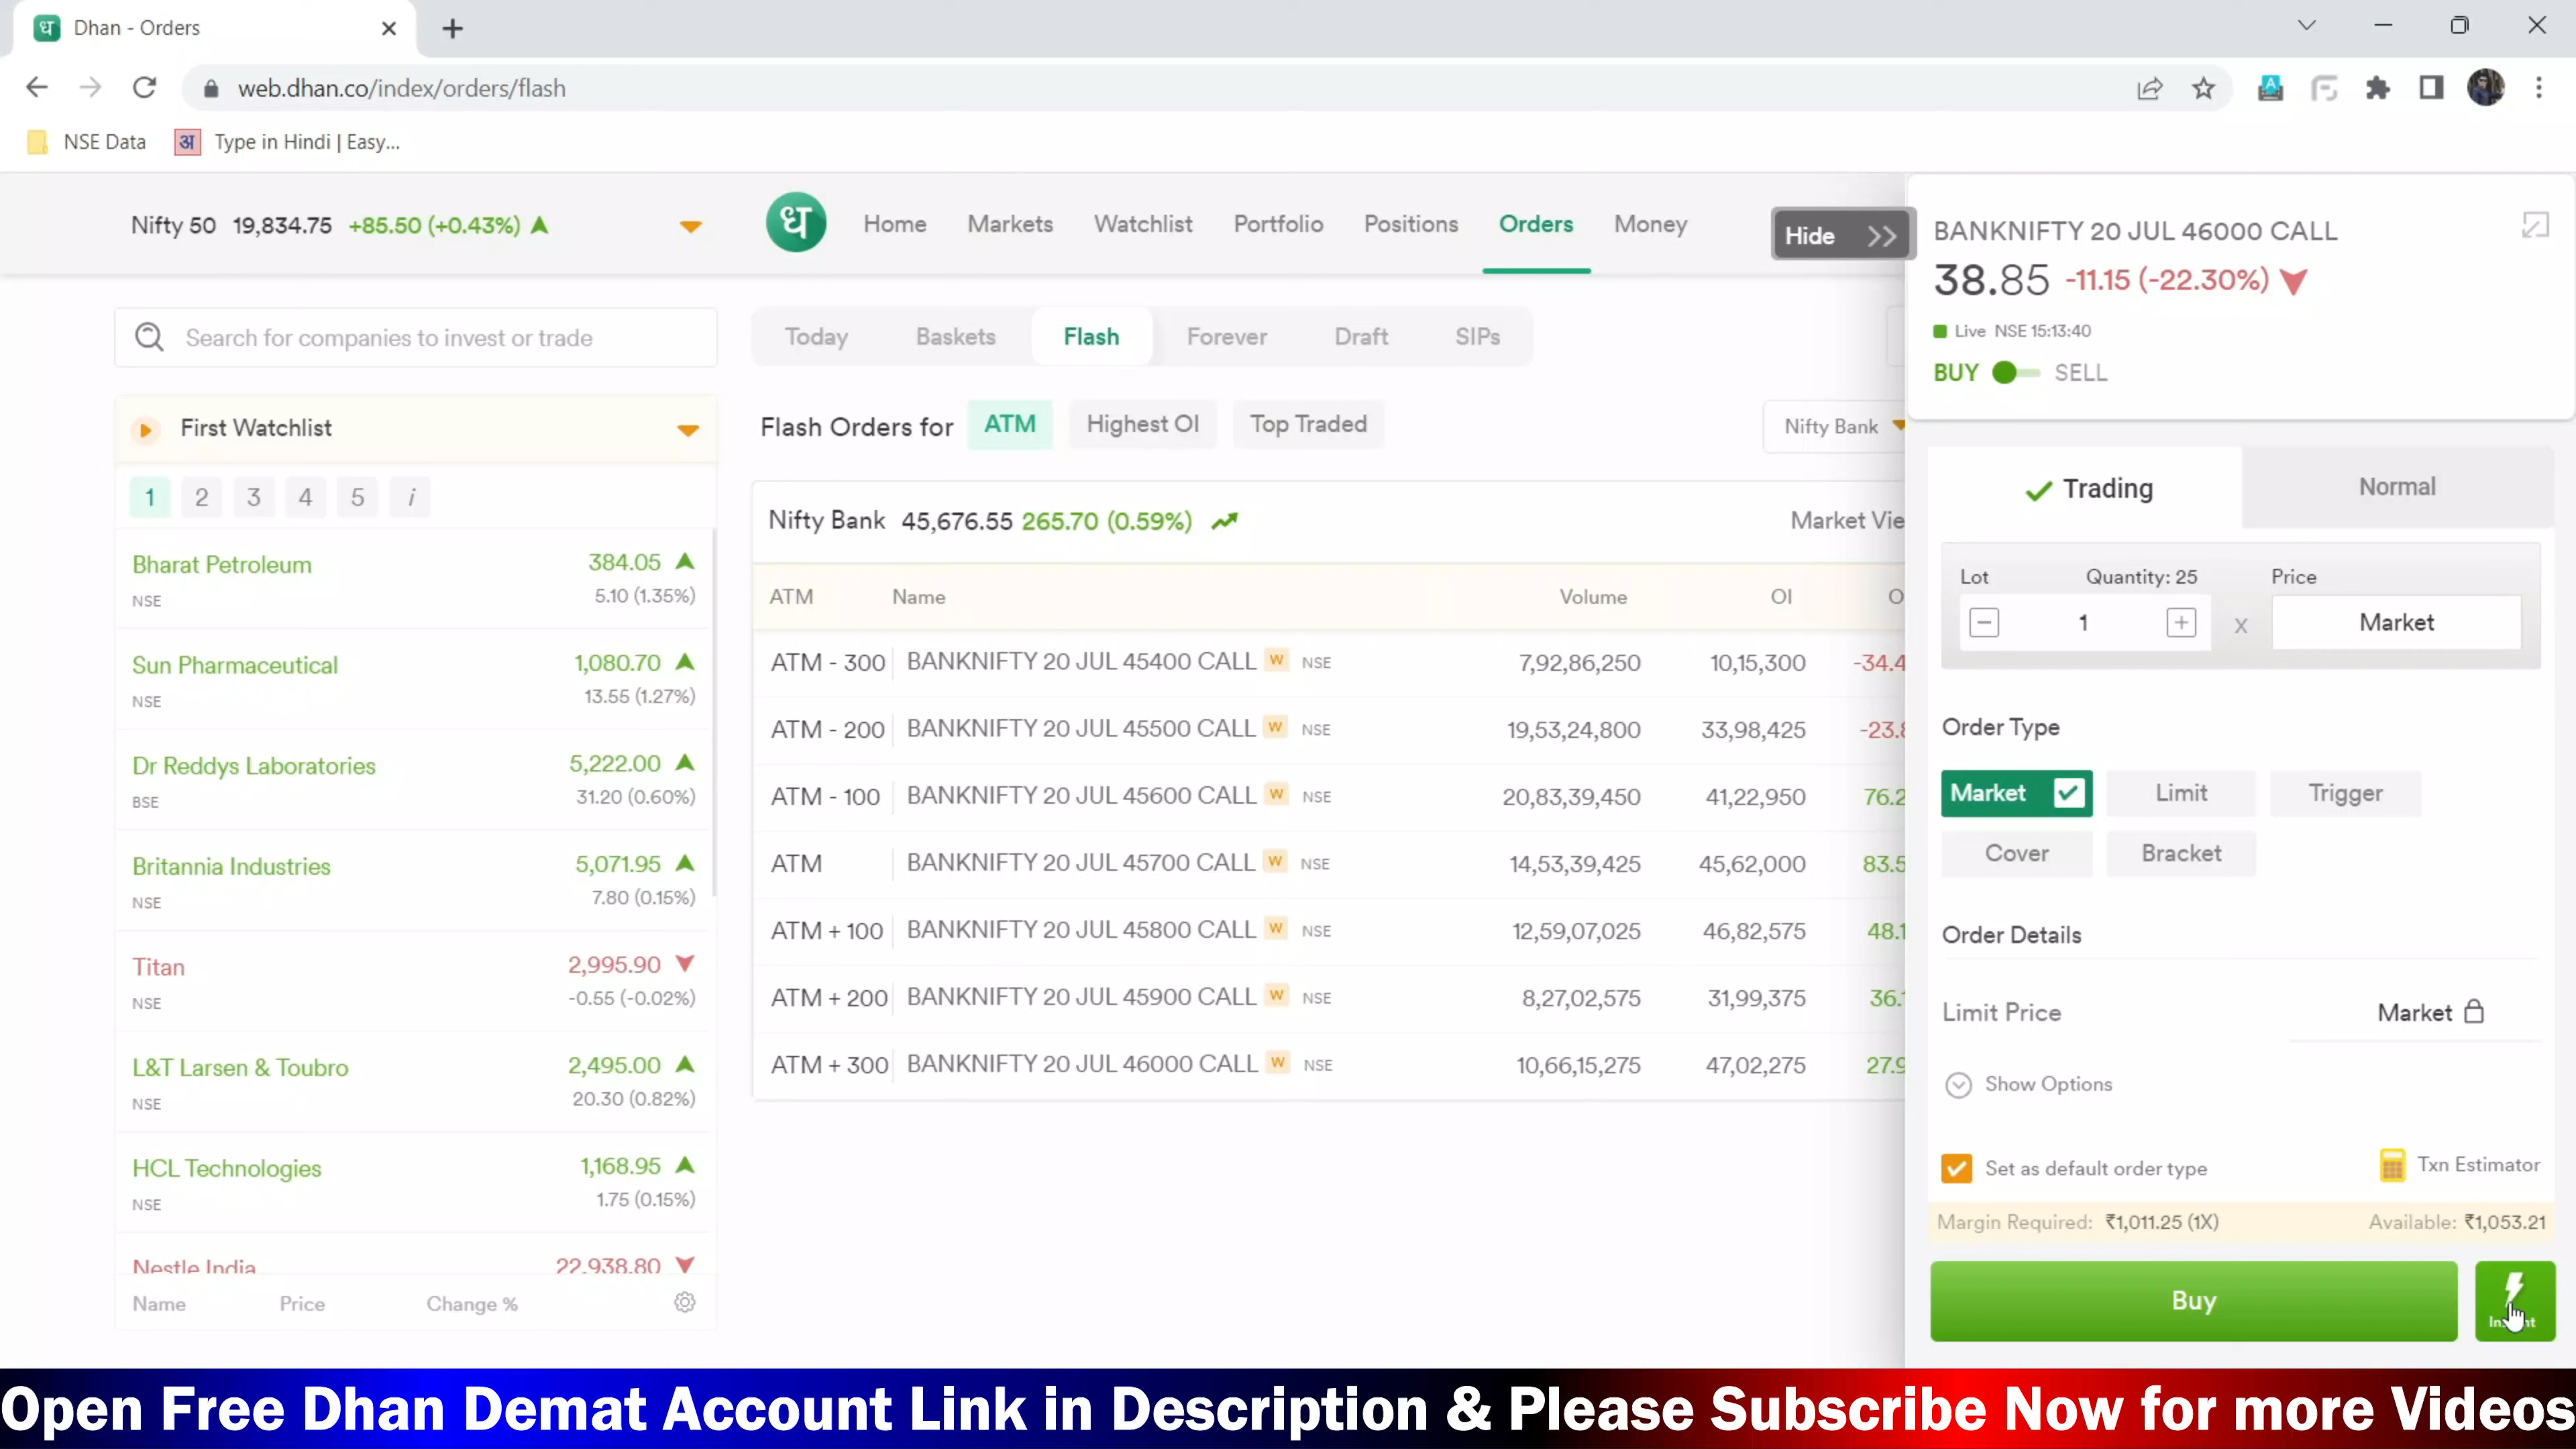 ध Dhan - Orders
web.dhan.co/index/orders/flash
NSE Data अ Type in Hindi | Easy...
Nifty 50 19,834.75 +85.50 (+0.43%)
ध Home Markets Watchlist Portfolio Positions Orders Money
Hide >>
Search for companies to invest or trade
First Watchlist
1 2 3 4 5 i
Bharat Petroleum 384.05
NSE 5.10 (1.35%)
Sun Pharmaceutical 1,080.70
NSE 13.55 (1.27%)
Dr Reddys Laboratories 5,222.00
BSE 31.20 (0.60%)
Britannia Industries 5,071.95
NSE 7.80 (0.15%)
Titan 2,995.90
NSE -0.55 (-0.02%)
L&T Larsen & Toubro 2,495.00
NSE 20.30 (0.82%)
HCL Technologies 1,168.95
NSE 1.75 (0.15%)
Nestle India 22,938.80
Name Price Change %
Today Baskets Flash Forever Draft SIPs
Flash Orders for ATM Highest OI Top Traded Nifty Bank
Nifty Bank 45,676.55 265.70 (0.59%) Market Vie
ATM Name Volume OI O
ATM - 300 BANKNIFTY 20 JUL 45400 CALL W NSE 7,92,86,250 10,15,300 -34.4
ATM - 200 BANKNIFTY 20 JUL 45500 CALL W NSE 19,53,24,800 33,98,425 -23.8
ATM - 100 BANKNIFTY 20 JUL 45600 CALL W NSE 20,83,39,450 41,22,950 76.2
ATM BANKNIFTY 20 JUL 45700 CALL W NSE 14,53,39,425 45,62,000 83.5
ATM + 100 BANKNIFTY 20 JUL 45800 CALL W NSE 12,59,07,025 46,82,575 48.1
ATM + 200 BANKNIFTY 20 JUL 45900 CALL W NSE 8,27,02,575 31,99,375 36.
ATM + 300 BANKNIFTY 20 JUL 46000 CALL W NSE 10,66,15,275 47,02,275 27.9
BANKNIFTY 20 JUL 46000 CALL
38.85 -11.15 (-22.30%)
Live NSE 15:13:40
BUY SELL
Trading Normal
Lot Quantity: 25 Price
1 x Market
Order Type
Market Limit Trigger
Cover Bracket
Order Details
Limit Price Market
Show Options
Set as default order type Txn Estimator
Margin Required: ₹1,011.25 (1X) Available: ₹1,053.21
Buy
Open Free Dhan Demat Account Link in Description & Please Subscribe Now for more Videos